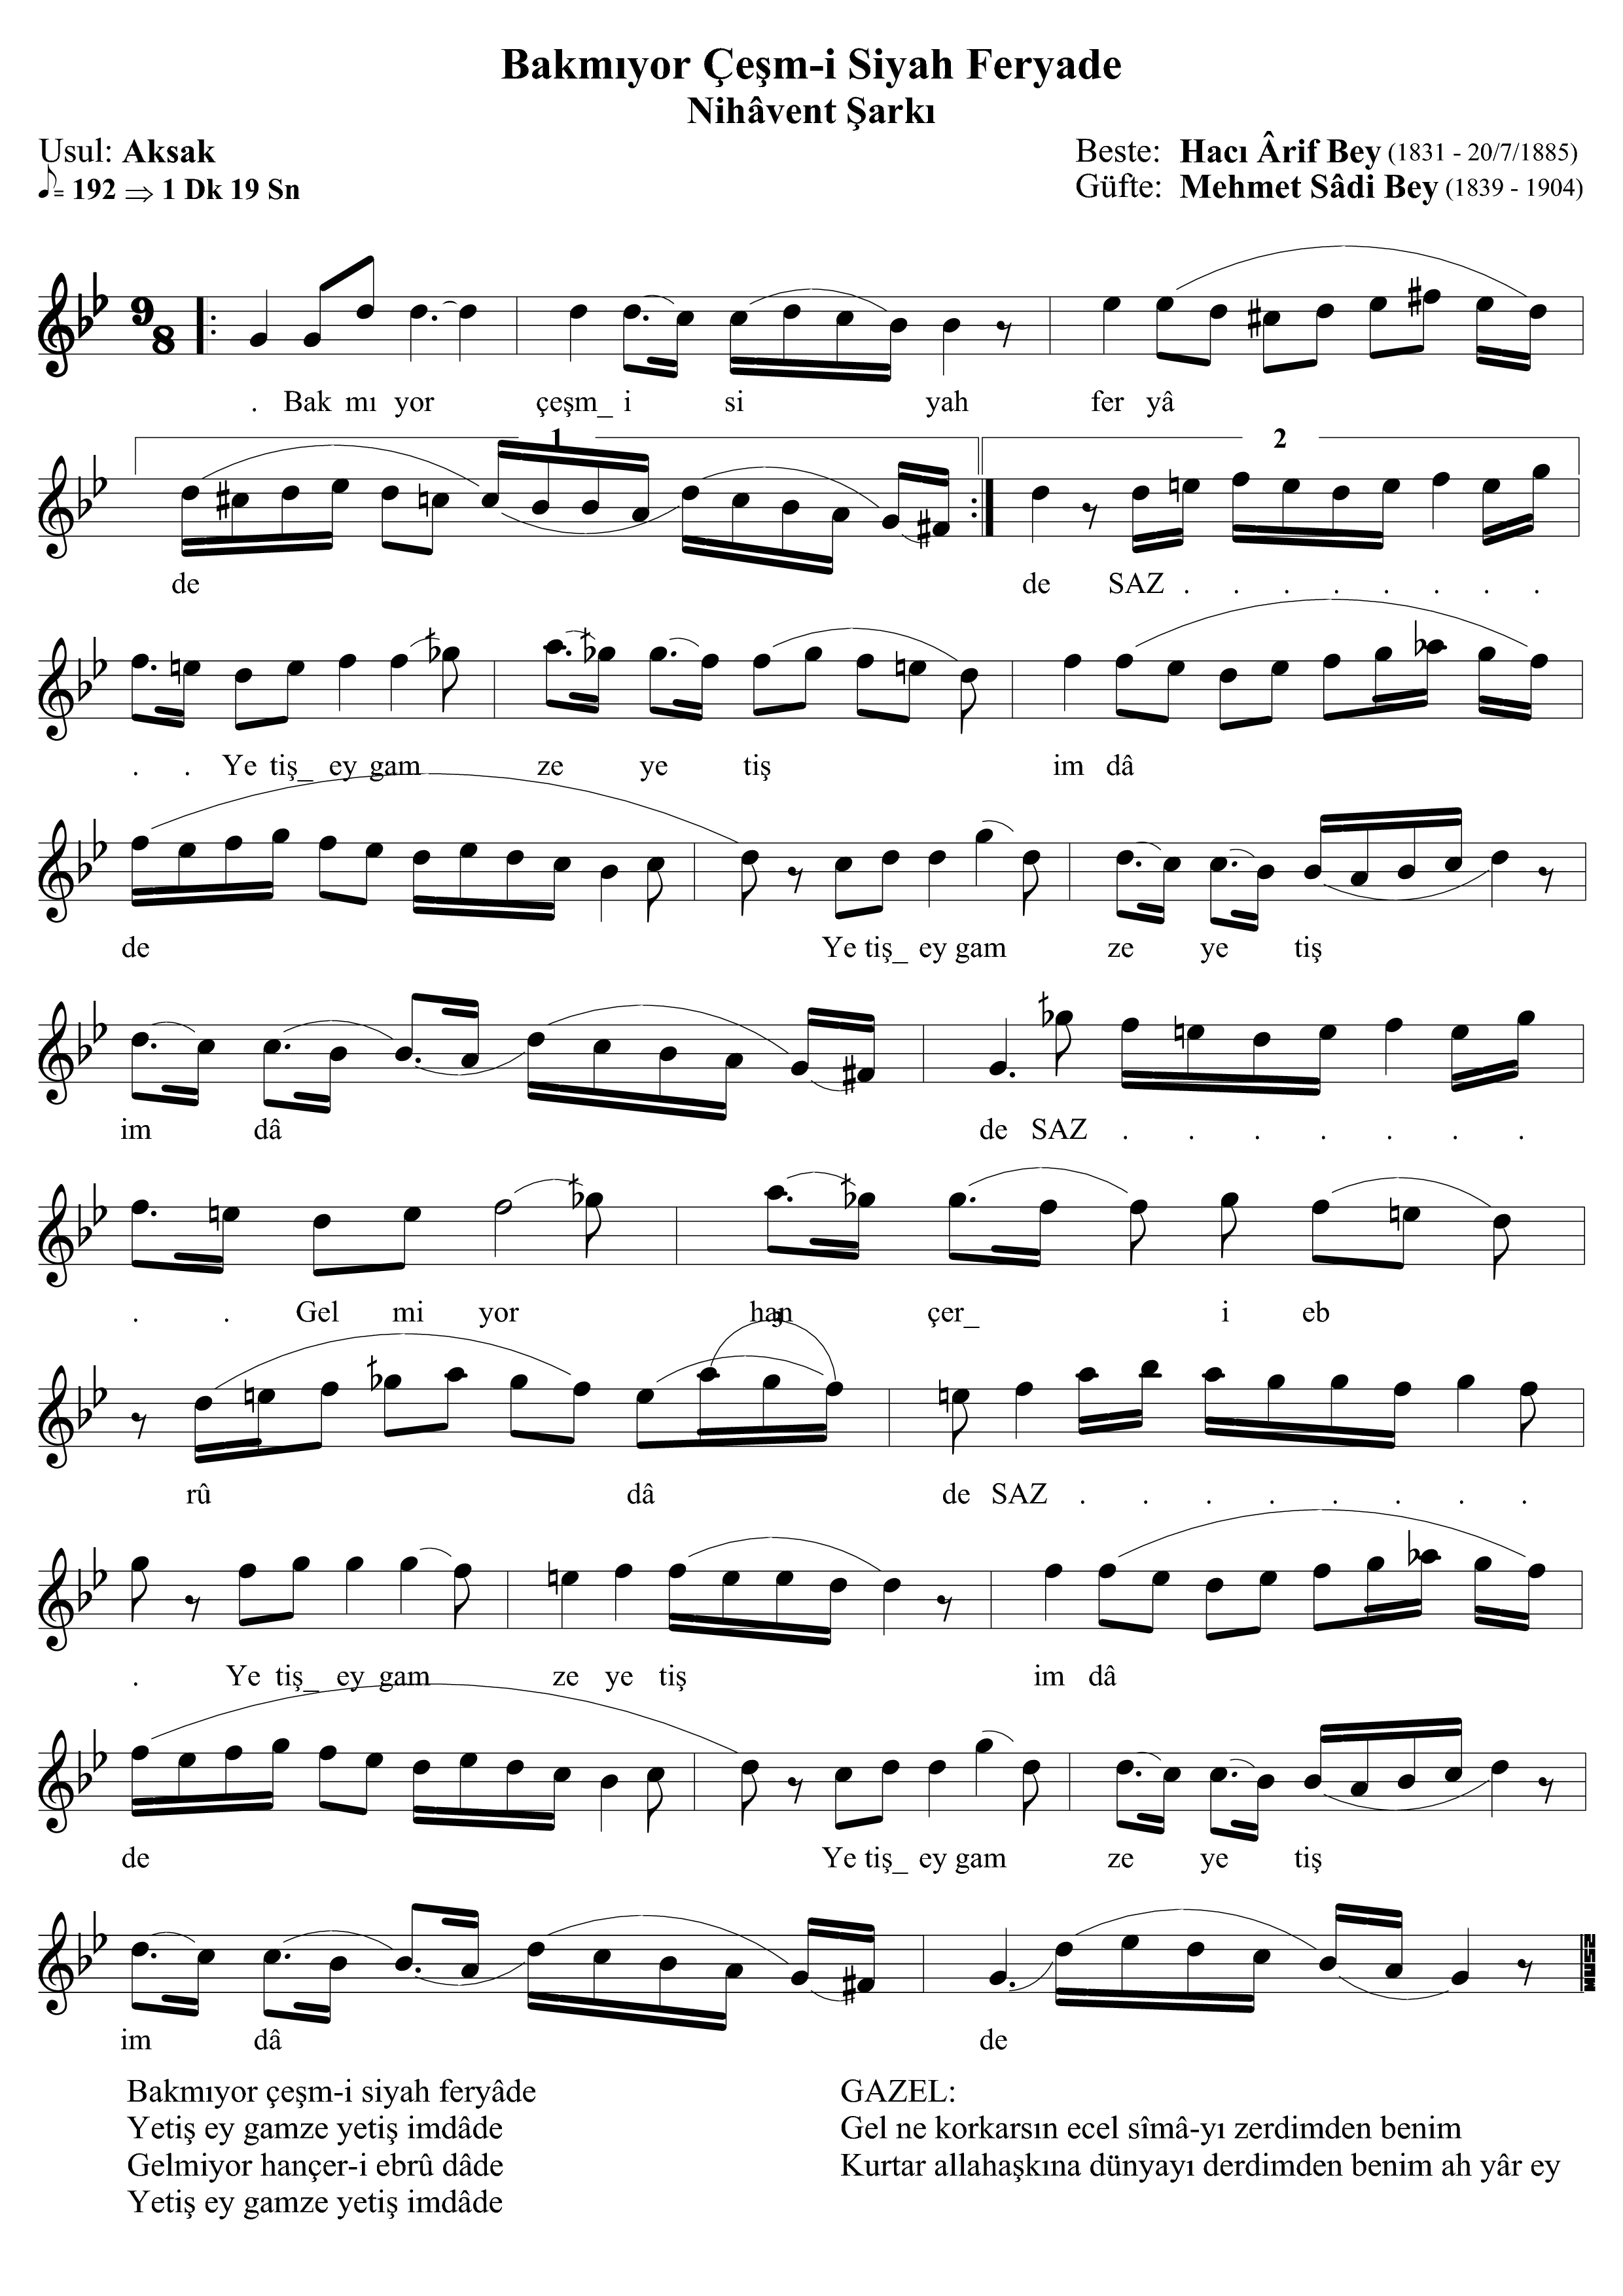 Bakmıyor Çeşm-i Siyah Feryade
Nihâvent Şarkı
Usul: Aksak
Beste: Hacı Ârif Bey (1831 - 20/7/1885)
= 192 ⇒ 1 Dk 19 Sn
Güfte: Mehmet Sâdi Bey (1839 - 1904)
9
8
. Bak mı yor çeşm_ i si yah fer yâ
1 2
de de SAZ . . . . . . . .
. . Ye tiş_ ey gam ze ye tiş im dâ
de Ye tiş_ ey gam ze ye tiş
im dâ de SAZ . . . . . . .
. . Gel mi yor han çer_ i eb
3
rû dâ de SAZ . . . . . . . .
. Ye tiş_ ey gam ze ye tiş im dâ
de Ye tiş_ ey gam ze ye tiş
im dâ de
Bakmıyor çeşm-i siyah feryâde
Yetiş ey gamze yetiş imdâde
Gelmiyor hançer-i ebrû dâde
Yetiş ey gamze yetiş imdâde
GAZEL:
Gel ne korkarsın ecel sîmâ-yı zerdimden benim
Kurtar allahaşkına dünyayı derdimden benim ah yâr ey